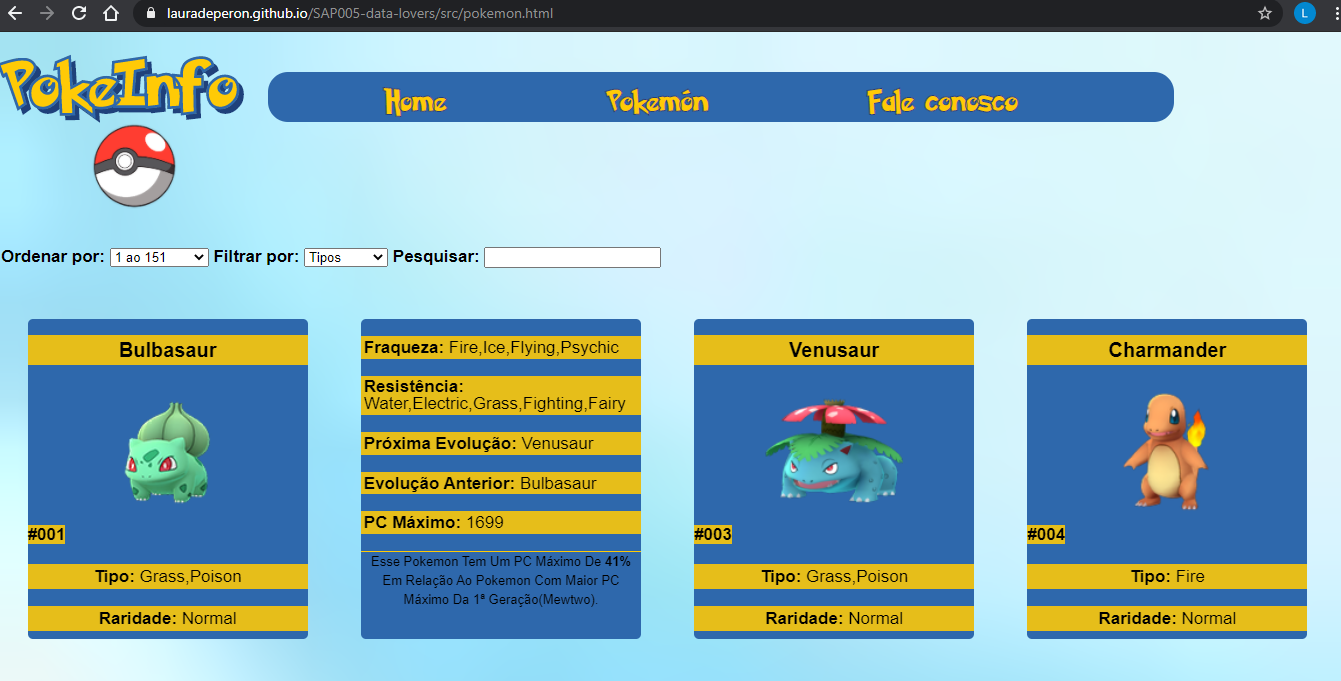 lauradeperon.github.io/SAP005-data-lovers/src/pokemon.html
L
PokeInfo
Home
Pokemón
Fale conosco
Ordenar por: 1 ao 151 Filtrar por: Tipos Pesquisar:
Bulbasaur
#001
Tipo: Grass,Poison
Raridade: Normal
Fraqueza: Fire,Ice,Flying,Psychic
Resistência:
Water,Electric,Grass,Fighting,Fairy
Próxima Evolução: Venusaur
Evolução Anterior: Bulbasaur
PC Máximo: 1699
Esse Pokemon Tem Um PC Máximo De 41%
Em Relação Ao Pokemon Com Maior PC
Máximo Da 1ª Geração(Mewtwo).
Venusaur
#003
Tipo: Grass,Poison
Raridade: Normal
Charmander
#004
Tipo: Fire
Raridade: Normal